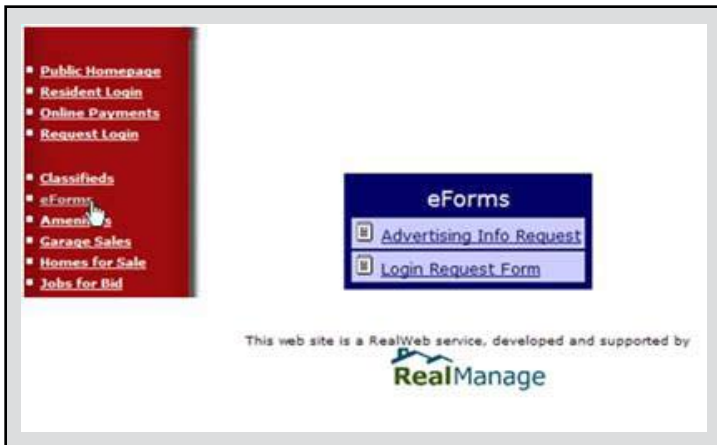 Public Homepage
Resident Login
Online Payments
Request Login
Classifieds
eForms
Garage Sales
Homes for Sale
Jobs for Bid
eForms
Advertising Info Request
Login Request Form
This web site is a RealWeb service, developed and supported by
RealManage